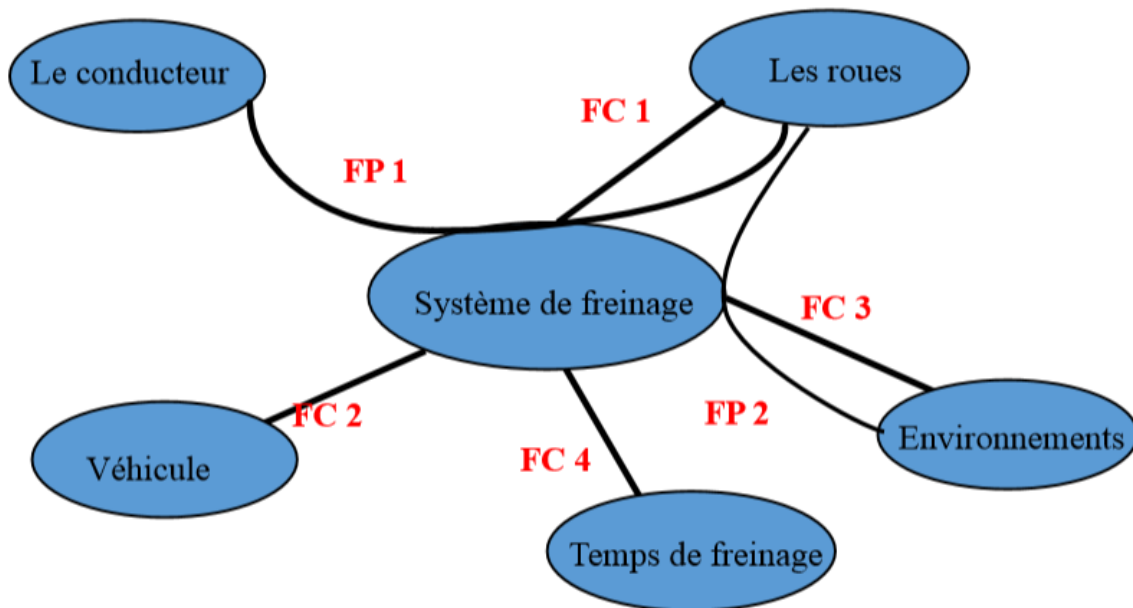 Le conducteur
Les roues
FC 1
FP 1
Système de freinage
FC 3
FC 2
FP 2
Environnements
Véhicule
FC 4
Temps de freinage